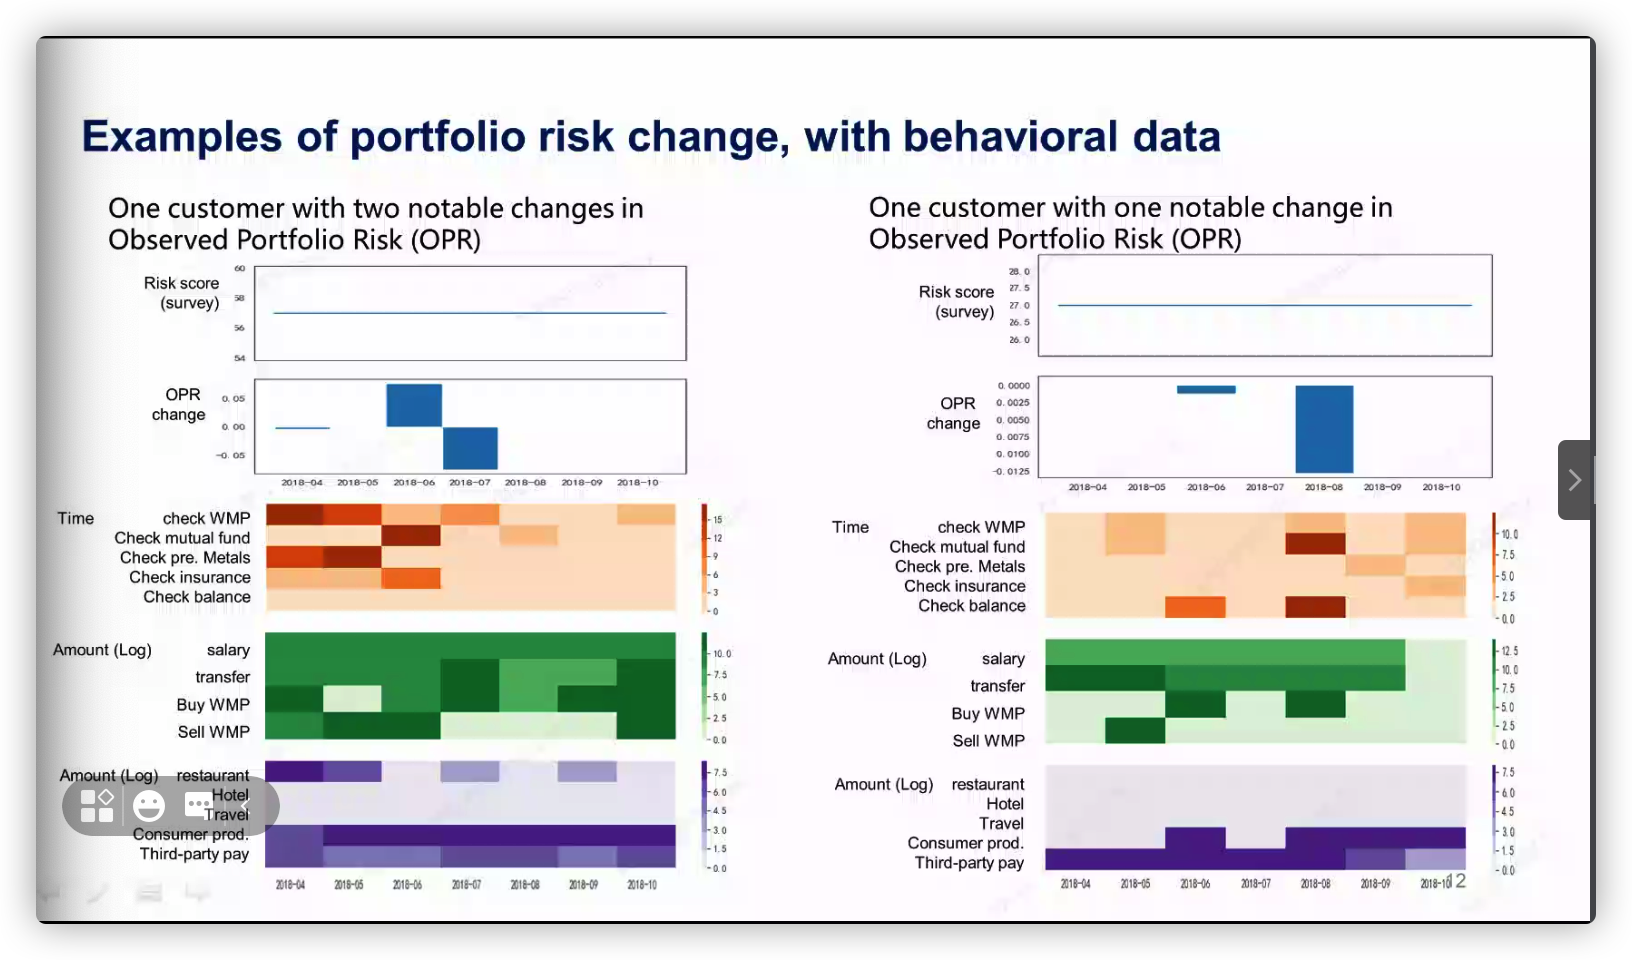 Examples of portfolio risk change, with behavioral data
One customer with two notable changes in
Observed Portfolio Risk (OPR)
Risk score
(survey)
60
58
56
54
OPR
change
0.05
0.00
-0.05
2018-04 2018-05 2018-06 2018-07 2018-08 2018-09 2018-10
Time
check WMP
Check mutual fund
Check pre. Metals
Check insurance
Check balance
15
12
9
6
3
0
Amount (Log)
salary
transfer
Buy WMP
Sell WMP
10.0
7.5
5.0
2.5
0.0
Amount (Log)
restaurant
Hotel
Travel
Consumer prod.
Third-party pay
7.5
6.0
4.5
3.0
1.5
0.0
2018-04 2018-05 2018-06 2018-07 2018-08 2018-09 2018-10
One customer with one notable change in
Observed Portfolio Risk (OPR)
Risk score
(survey)
28.0
27.5
27.0
26.5
26.0
OPR
change
0.0000
0.0025
0.0050
0.0075
0.0100
-0.0125
2018-04 2018-05 2018-06 2018-07 2018-08 2018-09 2018-10
Time
check WMP
Check mutual fund
Check pre. Metals
Check insurance
Check balance
10.0
7.5
5.0
2.5
0.0
Amount (Log)
salary
transfer
Buy WMP
Sell WMP
12.5
10.0
7.5
5.0
2.5
0.0
Amount (Log)
restaurant
Hotel
Travel
Consumer prod.
Third-party pay
7.5
6.0
4.5
3.0
1.5
0.0
2018-04 2018-05 2018-06 2018-07 2018-08 2018-09 2018-10
12